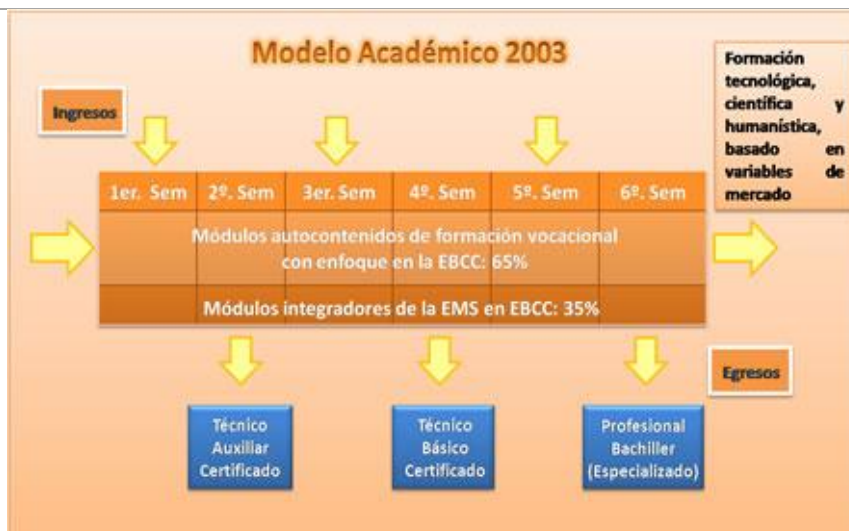 Modelo Académico 2003
Formación
tecnológica,
científica y
humanística,
basado en
variables de
mercado
Ingresos
1er. Sem 2º. Sem 3er. Sem 4º. Sem 5º. Sem 6º. Sem
Módulos autocontenidos de formación vocacional
con enfoque en la EBCC: 65%
Módulos integradores de la EMS en EBCC: 35%
Egresos
Técnico
Auxiliar
Certificado
Técnico
Básico
Certificado
Profesional
Bachiller
(Especializado)